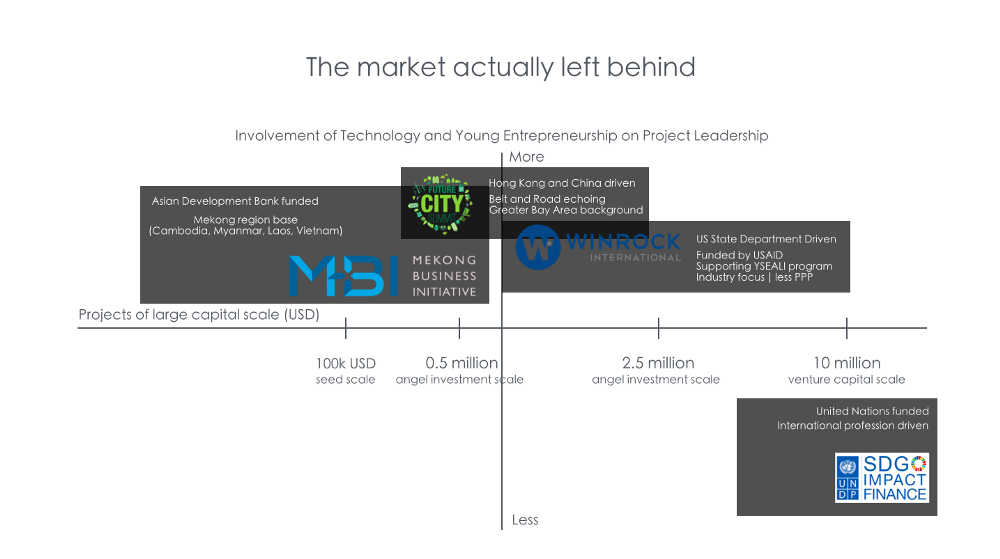 The market actually left behind
Involvement of Technology and Young Entrepreneurship on Project Leadership
More
Asian Development Bank funded
Mekong region base
(Cambodia, Myanmar, Laos, Vietnam)
MBI
MEKONG
BUSINESS
INITIATIVE
FUTURE
CITY
SUMMIT
Hong Kong and China driven
Belt and Road echoing
Greater Bay Area background
W
WINROCK
INTERNATIONAL
US State Department Driven
Funded by USAID
Supporting YSEALI program
Industry focus | less PPP
Projects of large capital scale (USD)
100k USD
seed scale
0.5 million
angel investment scale
2.5 million
angel investment scale
10 million
venture capital scale
United Nations funded
International profession driven
U N
D P
SDG
IMPACT
FINANCE
Less